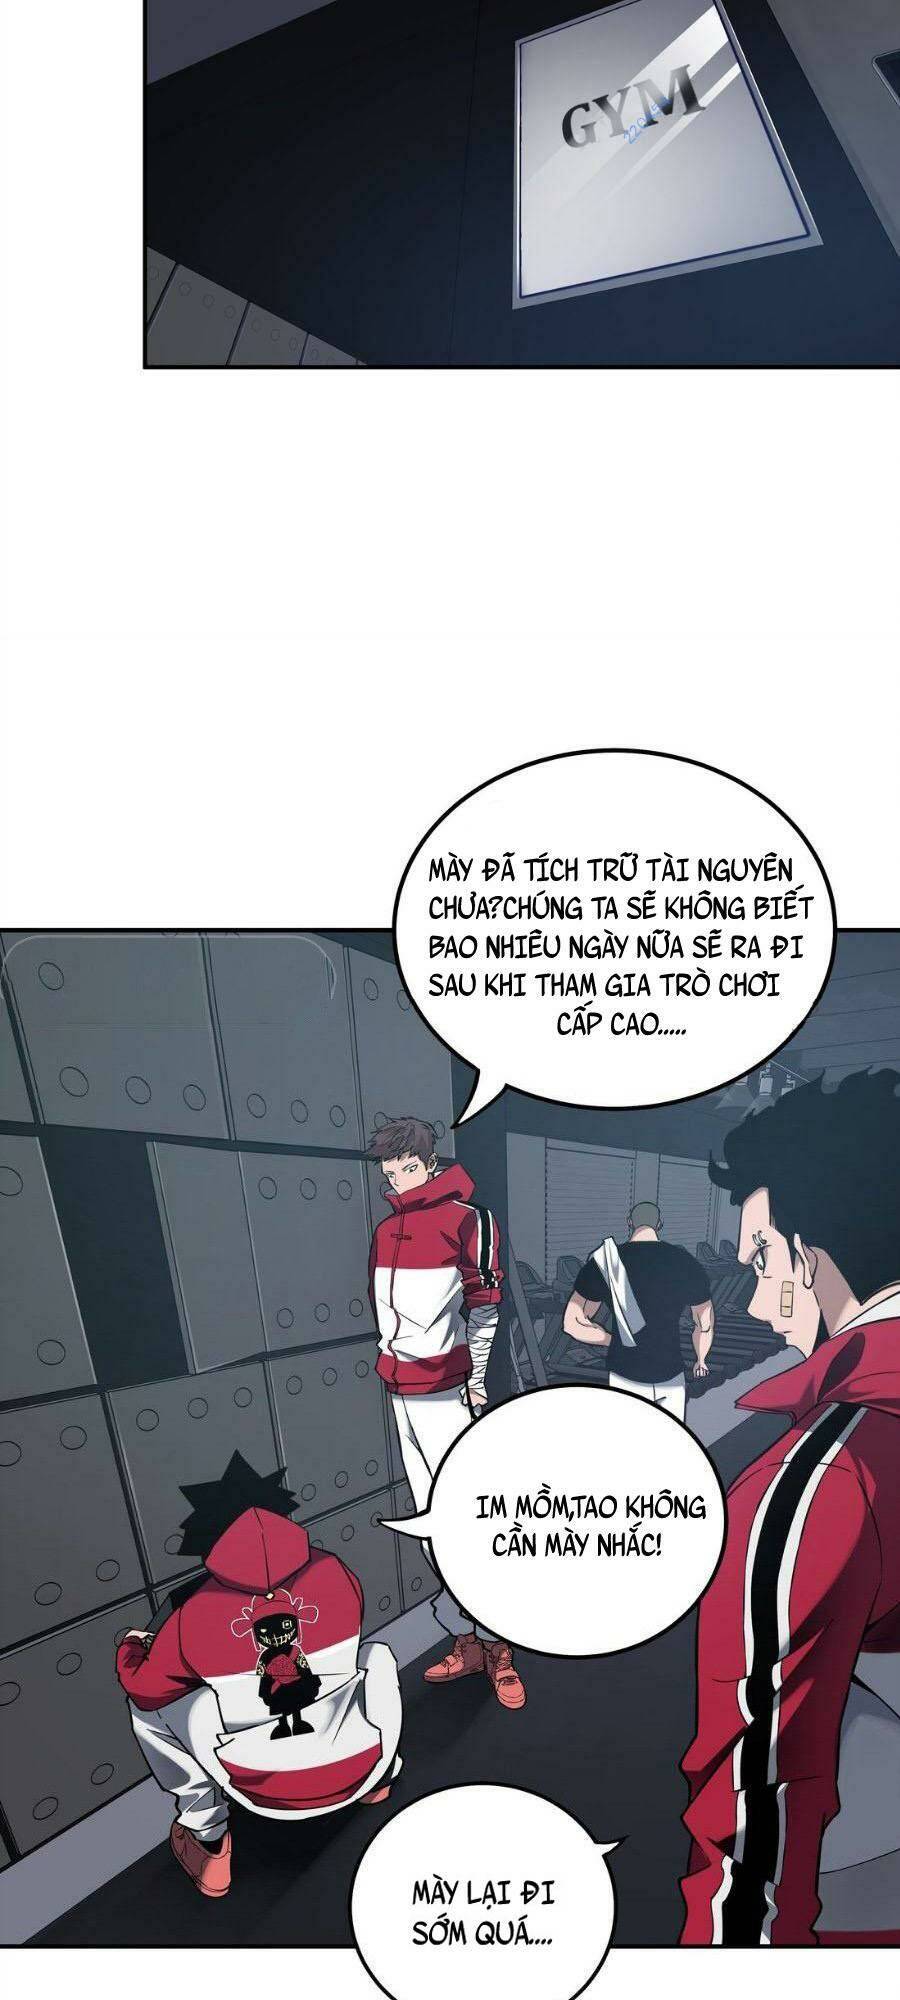 GYM
MÀY ĐÃ TÍCH TRỮ TÀI NGUYÊN
CHƯA?CHÚNG TA SẼ KHÔNG BIẾT
BAO NHIÊU NGÀY NỮA SẼ RA ĐI
SAU KHI THAM GIA TRÒ CHƠI
CẤP CAO.....
IM MỒM,TAO KHÔNG
CẦN MÀY NHẮC!
MÀY LẠI ĐI
SỚM QUÁ....